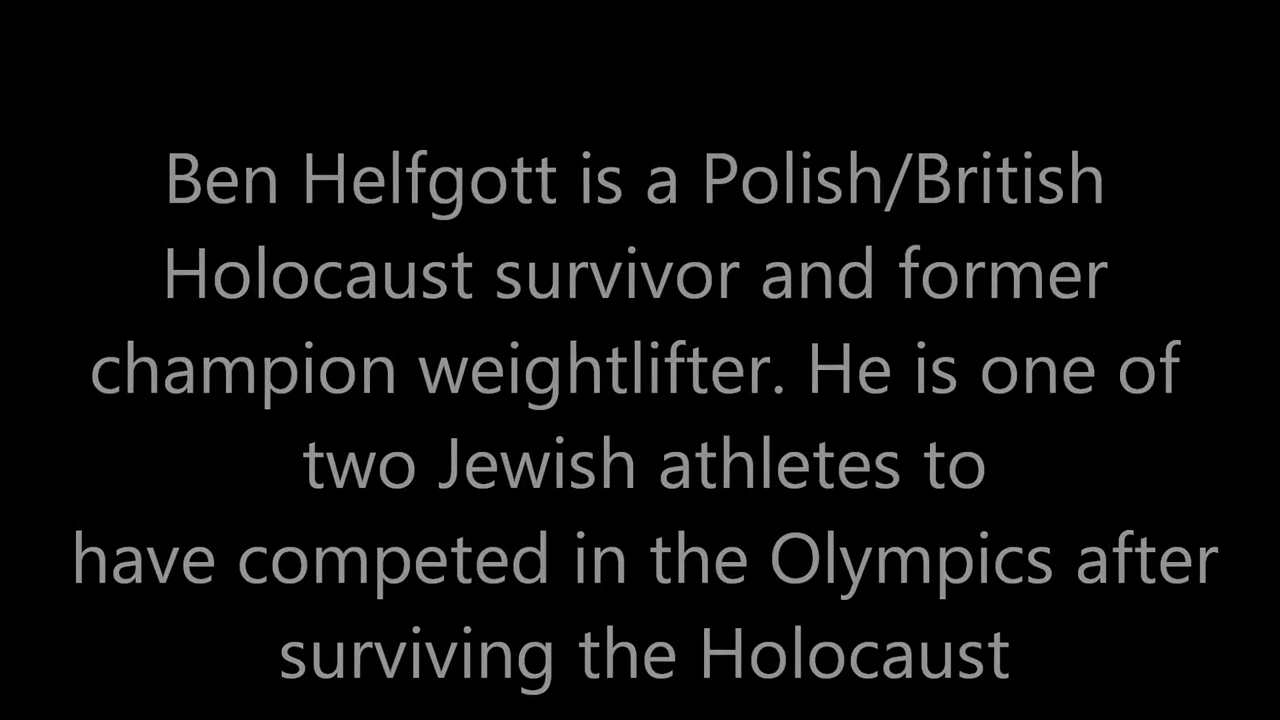 Ben Helfgott is a Polish/British
Holocaust survivor and former
champion weightlifter. He is one of
two Jewish athletes to
have competed in the Olympics after
surviving the Holocaust